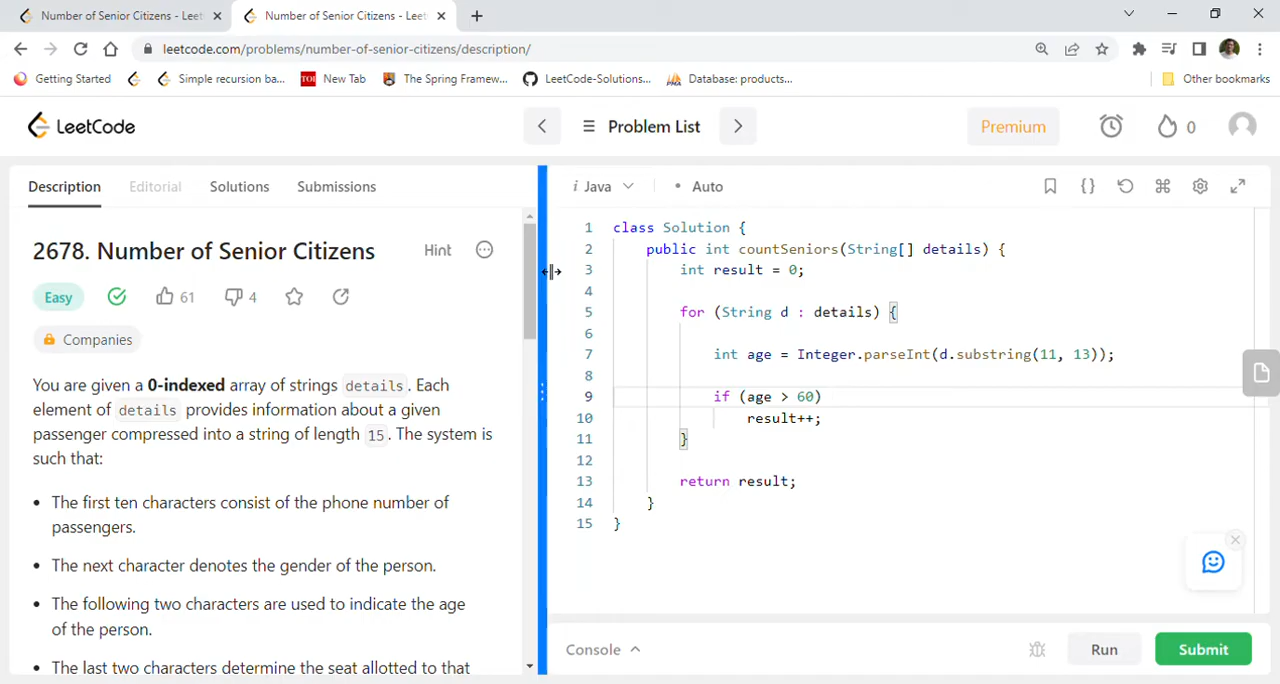 Number of Senior Citizens - Leet
Number of Senior Citizens - Leet
leetcode.com/problems/number-of-senior-citizens/description/
Getting Started
Simple recursion ba...
TOI New Tab
The Spring Framew...
LeetCode-Solutions...
Database: produc​ts...
Other bookmarks
LeetCode
Problem List
Premium
0
Description
Editorial
Solutions
Submissions
2678. Number of Senior Citizens
Hint
Easy
61
4
Companies
You are given a 0-indexed array of strings details. Each
element of details provides information about a given
passenger compressed into a string of length 15. The system is
such that:
• The first ten characters consist of the phone number of
passengers.
• The next character denotes the gender of the person.
• The following two characters are used to indicate the age
of the person.
• The last two characters determine the seat allotted to that
i Java
• Auto
1 class Solution {
2 public int countSeniors(String[] details) {
3 int result = 0;
4
5 for (String d : details) {
6
7 int age = Integer.parseInt(d.substring(11, 13));
8
9 if (age > 60)
10 result++;
11 }
12
13 return result;
14 }
15 }
Console
Run
Submit